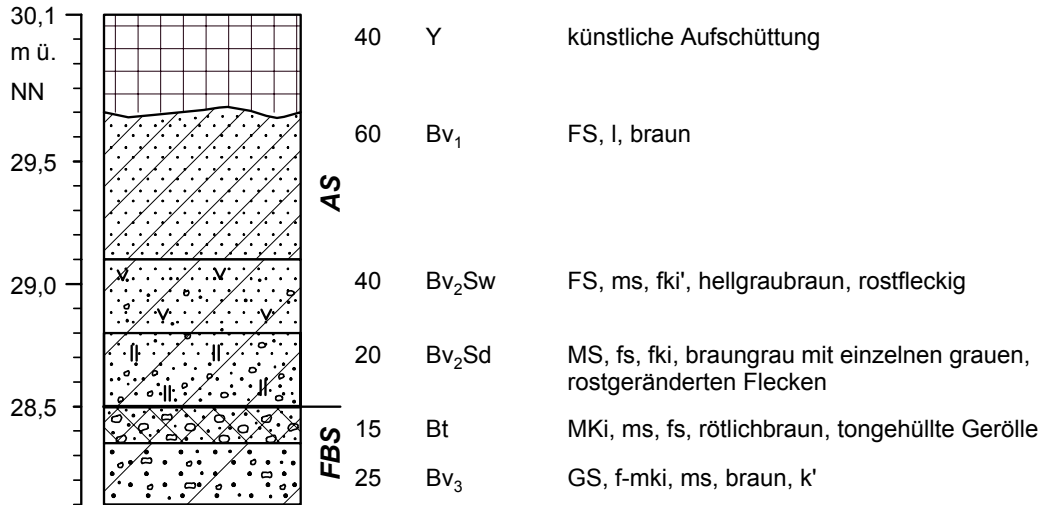 30,1
m ü.
NN
29,5
29,0
28,5
AS
FBS
40 Y künstliche Aufschüttung
60 Bv₁ FS, l, braun
40 Bv₂Sw FS, ms, fki', hellgraubraun, rostfleckig
20 Bv₂Sd MS, fs, fki, braungrau mit einzelnen grauen,
rostgeränderten Flecken
15 Bt MKi, ms, fs, rötlichbraun, tongehüllte Gerölle
25 Bv₃ GS, f-mki, ms, braun, k'